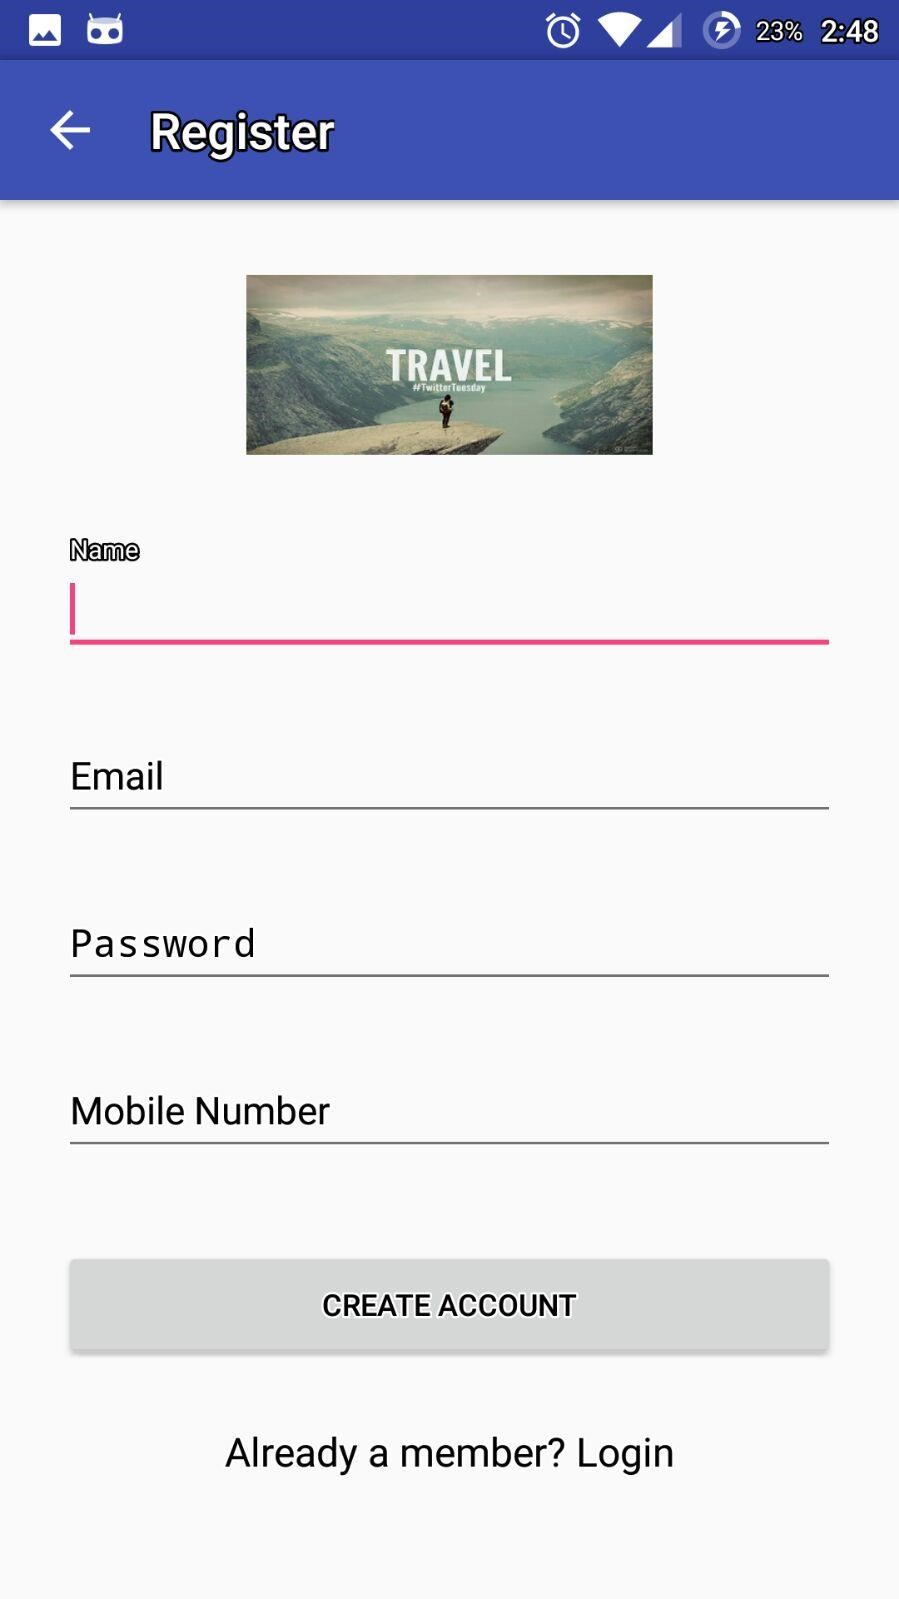 23% 2:48
Register
TRAVEL
#TwitterTuesday
Name
Email
Password
Mobile Number
CREATE ACCOUNT
Already a member? Login